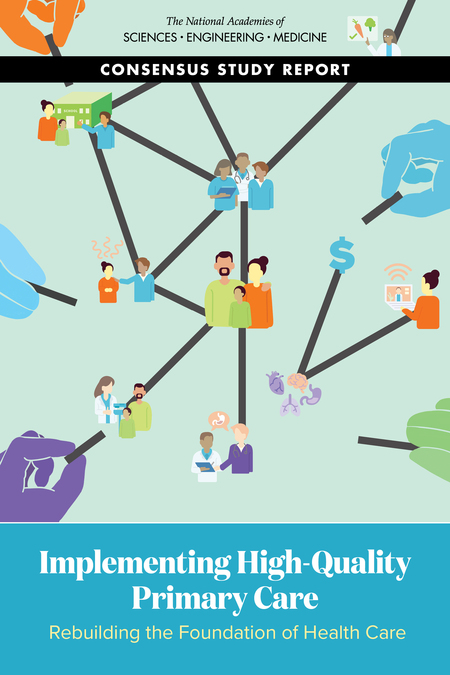 The National Academies of
SCIENCES • ENGINEERING • MEDICINE
CONSENSUS STUDY REPORT
$
Implementing High-Quality
Primary Care
Rebuilding the Foundation of Health Care